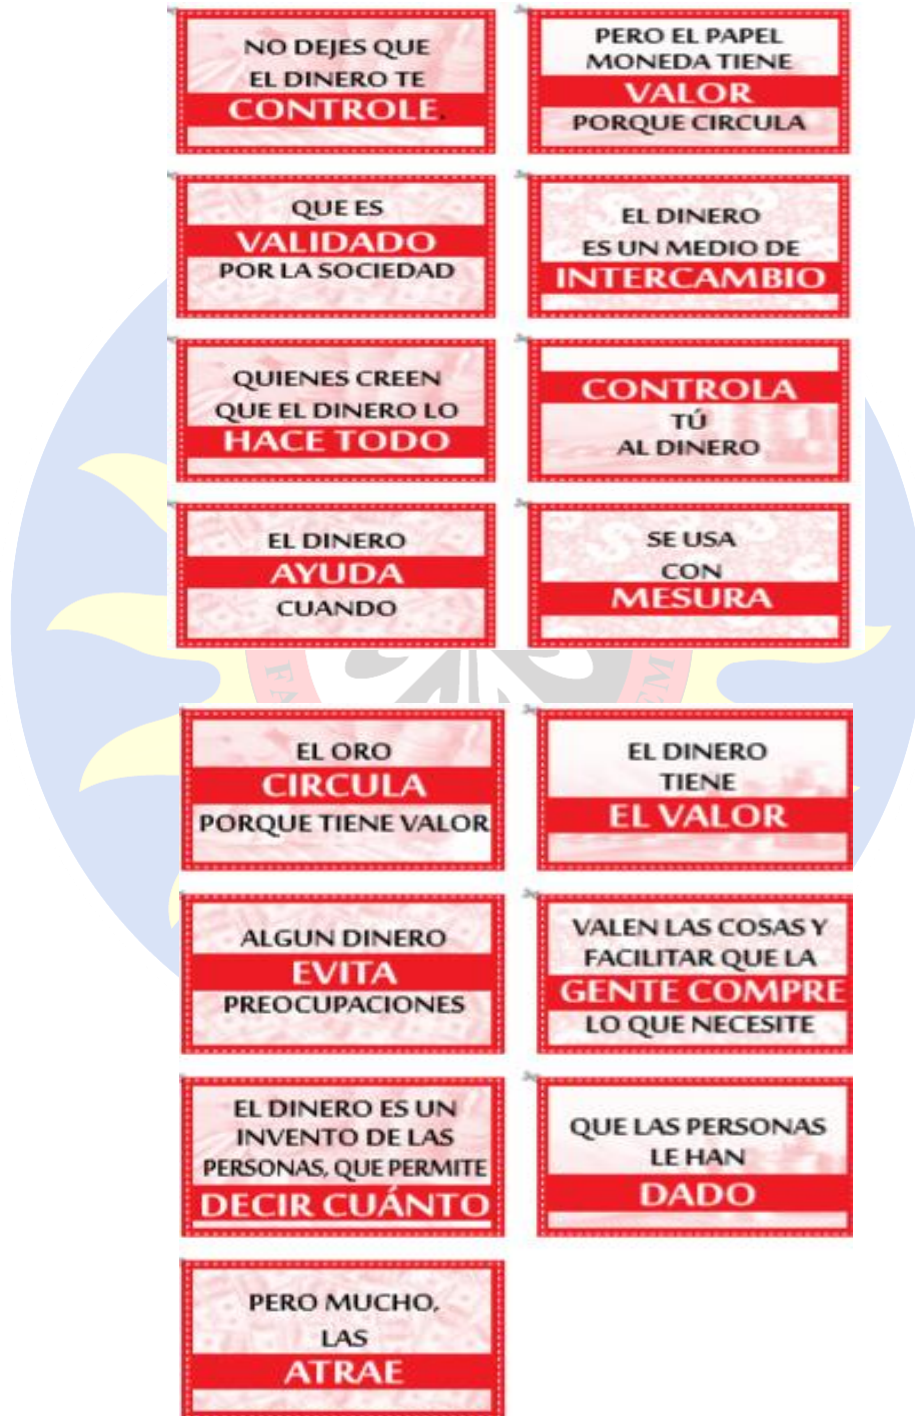 NO DEJES QUE
EL DINERO TE
CONTROLE.
PERO EL PAPEL
MONEDA TIENE
VALOR
PORQUE CIRCULA
QUE ES
VALIDADO
POR LA SOCIEDAD
EL DINERO
ES UN MEDIO DE
INTERCAMBIO
QUIENES CREEN
QUE EL DINERO LO
HACE TODO
CONTROLA
TÚ
AL DINERO
EL DINERO
AYUDA
CUANDO
SE USA
CON
MESURA
EL ORO
CIRCULA
PORQUE TIENE VALOR
EL DINERO
TIENE
EL VALOR
ALGUN DINERO
EVITA
PREOCUPACIONES
VALEN LAS COSAS Y
FACILITAR QUE LA
GENTE COMPRE
LO QUE NECESITE
EL DINERO ES UN
INVENTO DE LAS
PERSONAS, QUE PERMITE
DECIR CUÁNTO
QUE LAS PERSONAS
LE HAN
DADO
PERO MUCHO,
LAS
ATRAE